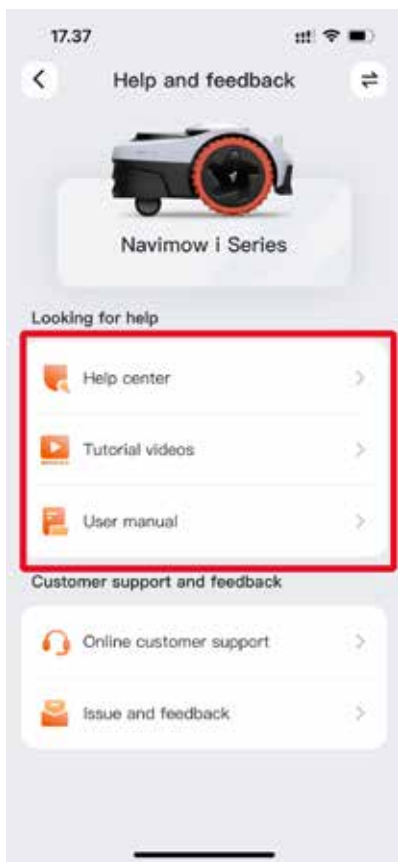 17.37
Help and feedback
Navimow i Series
Looking for help
Help center
Tutorial videos
User manual
Customer support and feedback
Online customer support
Issue and feedback